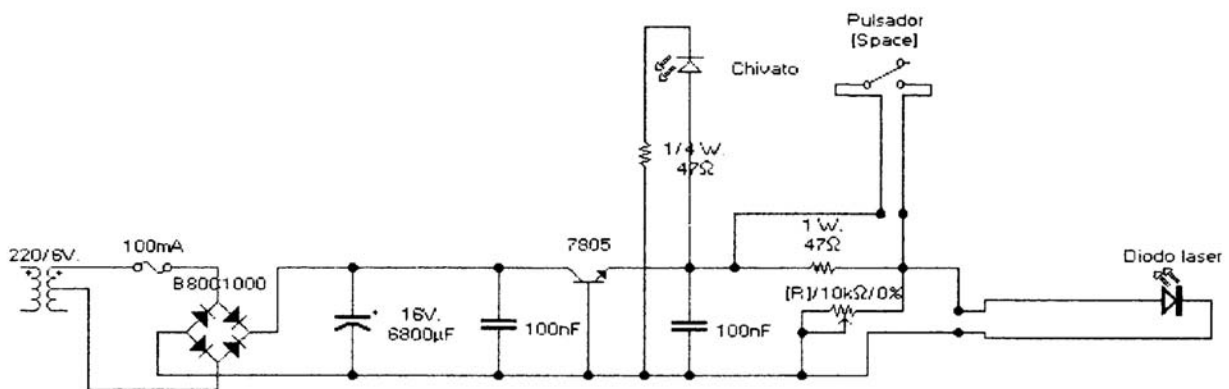 Pulsador
[Space]
Chivato
1/4 W.
47Ω
1 W.
47Ω
220/6V.
100mA
B80C1000
7805
Diodo laser
[R]/10kΩ/0%
16V.
6800µF
100nF
100nF